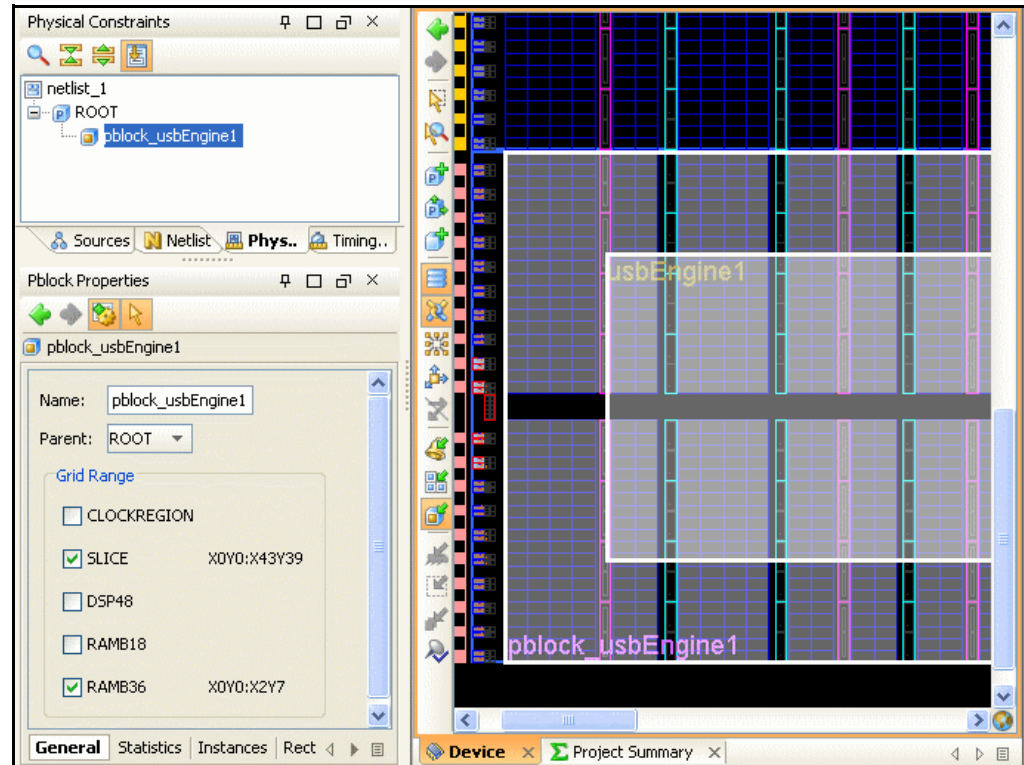 Physical Constraints
netlist_1
ROOT
pblock_usbEngine1
Sources Netlist Phys.. Timing..
Pblock Properties
pblock_usbEngine1
Name: pblock_usbEngine1
Parent: ROOT
Grid Range
CLOCKREGION
SLICE X0Y0:X43Y39
DSP48
RAMB18
RAMB36 X0Y0:X2Y7
General Statistics Instances Rect
usbEngine1
pblock_usbEngine1
Device Project Summary